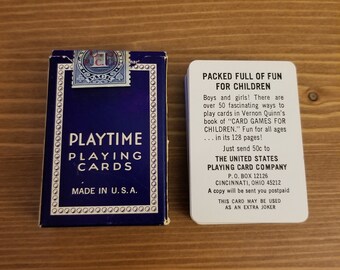 PLAYTIME
PLAYING
CARDS
MADE IN U.S.A.
PACKED FULL OF FUN
FOR CHILDREN
Boys and girls! There are
over 50 fascinating ways to
play cards in Vernon Quinn's
book of "CARD GAMES FOR
CHILDREN." Fun for all ages
. . . in its 128 pages!
Just send 50c to
THE UNITED STATES
PLAYING CARD COMPANY
P. O. BOX 12126
CINCINNATI, OHIO 45212
A copy will be sent you postpaid
THIS CARD MAY BE USED
AS AN EXTRA JOKER